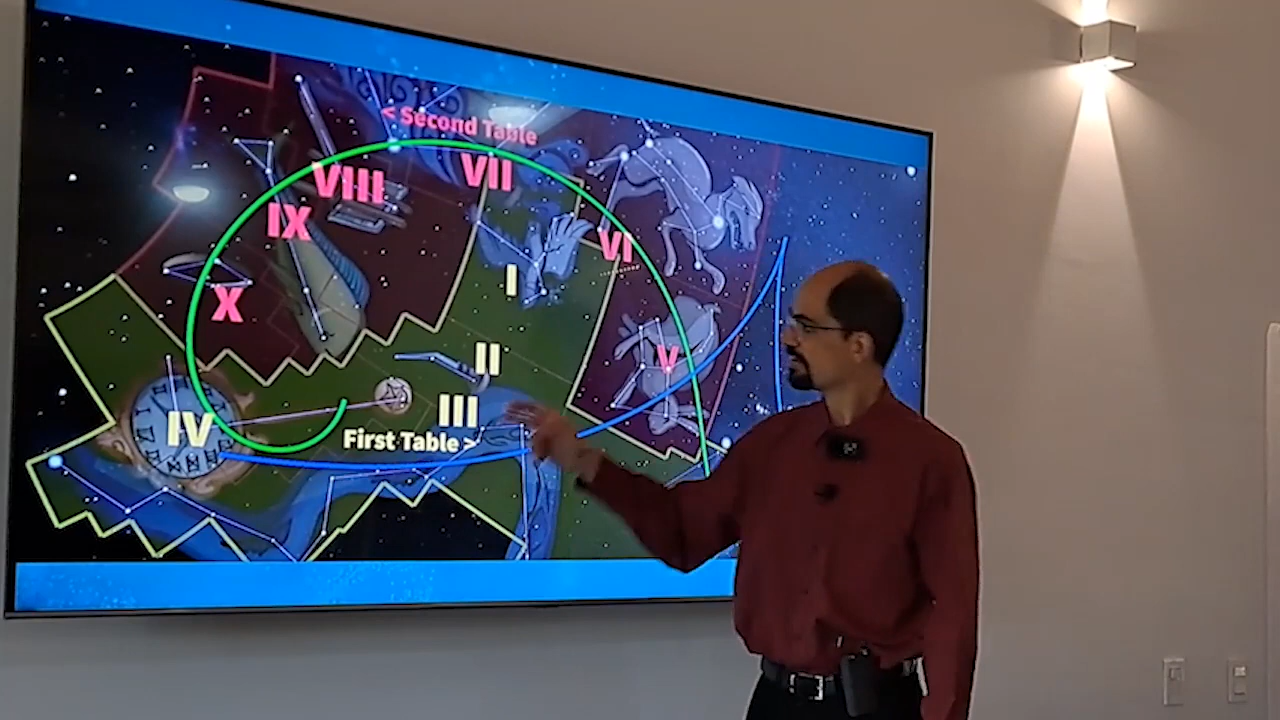 < Second Table
VIII
VII
IX
VI
I
X
II
V
III
IV
First Table >